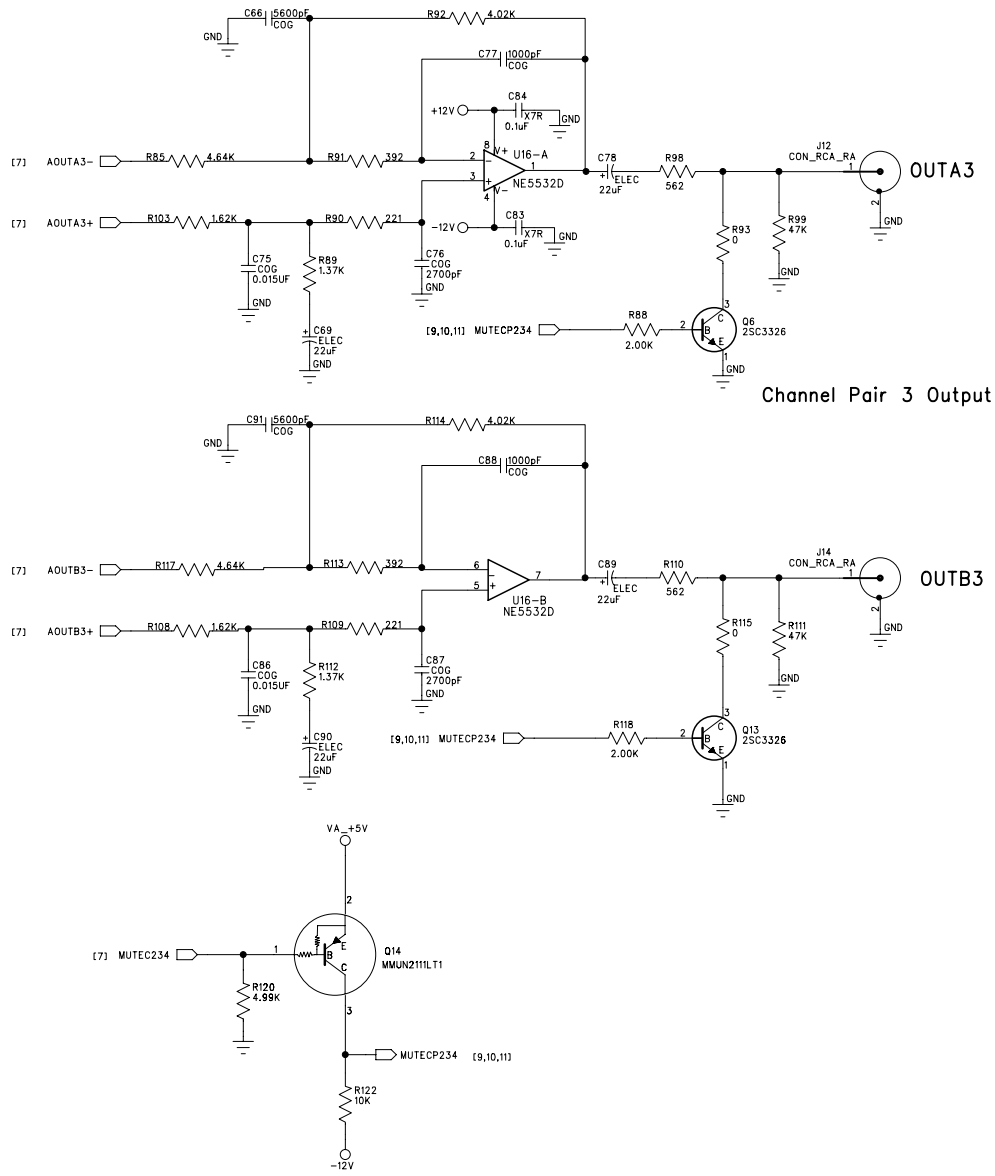 C66 5600pF
COG
GND
R92 4.02K
C77 1000pF
COG
+12V
C84
X7R
0.1uF
GND
[7] AOUTA3-
R85 4.64K
R91 392
2
3
8
V+
4
V-
1
U16-A
NE5532D
C78
ELEC
22uF
R98
562
J12
CON_RCA_RA
1
2
OUTA3
GND
[7] AOUTA3+
R103 1.62K
R90 221
-12V
C83
X7R
0.1uF
GND
C75
COG
0.015UF
GND
R89
1.37K
C69
ELEC
22uF
GND
C76
COG
2700pF
GND
R93
0
R99
47K
GND
[9,10,11] MUTECP234
R88
2.00K
2
3
C
B
E
1
Q6
2SC3326
GND
Channel Pair 3 Output
C91 5600pF
COG
GND
R114 4.02K
C88 1000pF
COG
[7] AOUTB3-
R117 4.64K
R113 392
6
5
7
U16-B
NE5532D
C89
ELEC
22uF
R110
562
J14
CON_RCA_RA
1
2
OUTB3
GND
[7] AOUTB3+
R108 1.62K
R109 221
C86
COG
0.015UF
GND
R112
1.37K
C90
ELEC
22uF
GND
C87
COG
2700pF
GND
R115
0
R111
47K
GND
[9,10,11] MUTECP234
R118
2.00K
2
3
C
B
E
1
Q13
2SC3326
GND
VA_+5V
2
[7] MUTEC234
1
E
B
C
Q14
MMUN2111LT1
R120
4.99K
3
MUTECP234 [9,10,11]
R122
10K
-12V